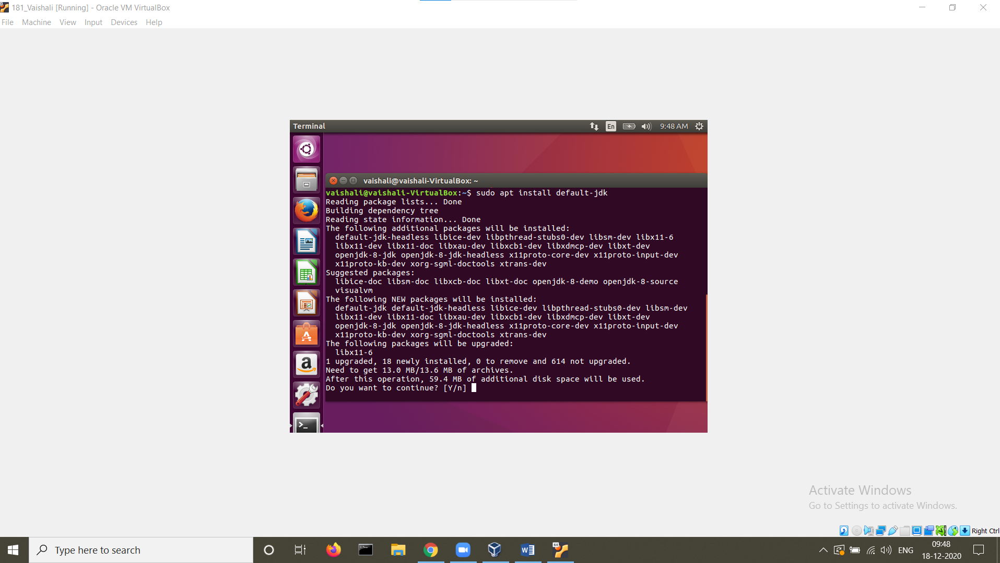 181_Vaishali [Running] - Oracle VM VirtualBox
File Machine View Input Devices Help
Terminal
En
9:48 AM
vaishali@vaishali-VirtualBox: ~
vaishali@vaishali-VirtualBox:~$ sudo apt install default-jdk
Reading package lists... Done
Building dependency tree
Reading state information... Done
The following additional packages will be installed:
default-jdk-headless libice-dev libpthread-stubs0-dev libsm-dev libx11-6
libx11-dev libx11-doc libxau-dev libxcb1-dev libxdmcp-dev libxt-dev
openjdk-8-jdk openjdk-8-jdk-headless x11proto-core-dev x11proto-input-dev
x11proto-kb-dev xorg-sgml-doctools xtrans-dev
Suggested packages:
libice-doc libsm-doc libxcb-doc libxt-doc openjdk-8-demo openjdk-8-source
visualvm
The following NEW packages will be installed:
default-jdk default-jdk-headless libice-dev libpthread-stubs0-dev libsm-dev
libx11-dev libx11-doc libxau-dev libxcb1-dev libxdmcp-dev libxt-dev
openjdk-8-jdk openjdk-8-jdk-headless x11proto-core-dev x11proto-input-dev
x11proto-kb-dev xorg-sgml-doctools xtrans-dev
The following packages will be upgraded:
libx11-6
1 upgraded, 18 newly installed, 0 to remove and 614 not upgraded.
Need to get 13.0 MB/13.6 MB of archives.
After this operation, 59.4 MB of additional disk space will be used.
Do you want to continue? [Y/n]
Activate Windows
Go to Settings to activate Windows.
Right Ctrl
Type here to search
ENG
09:48
18-12-2020